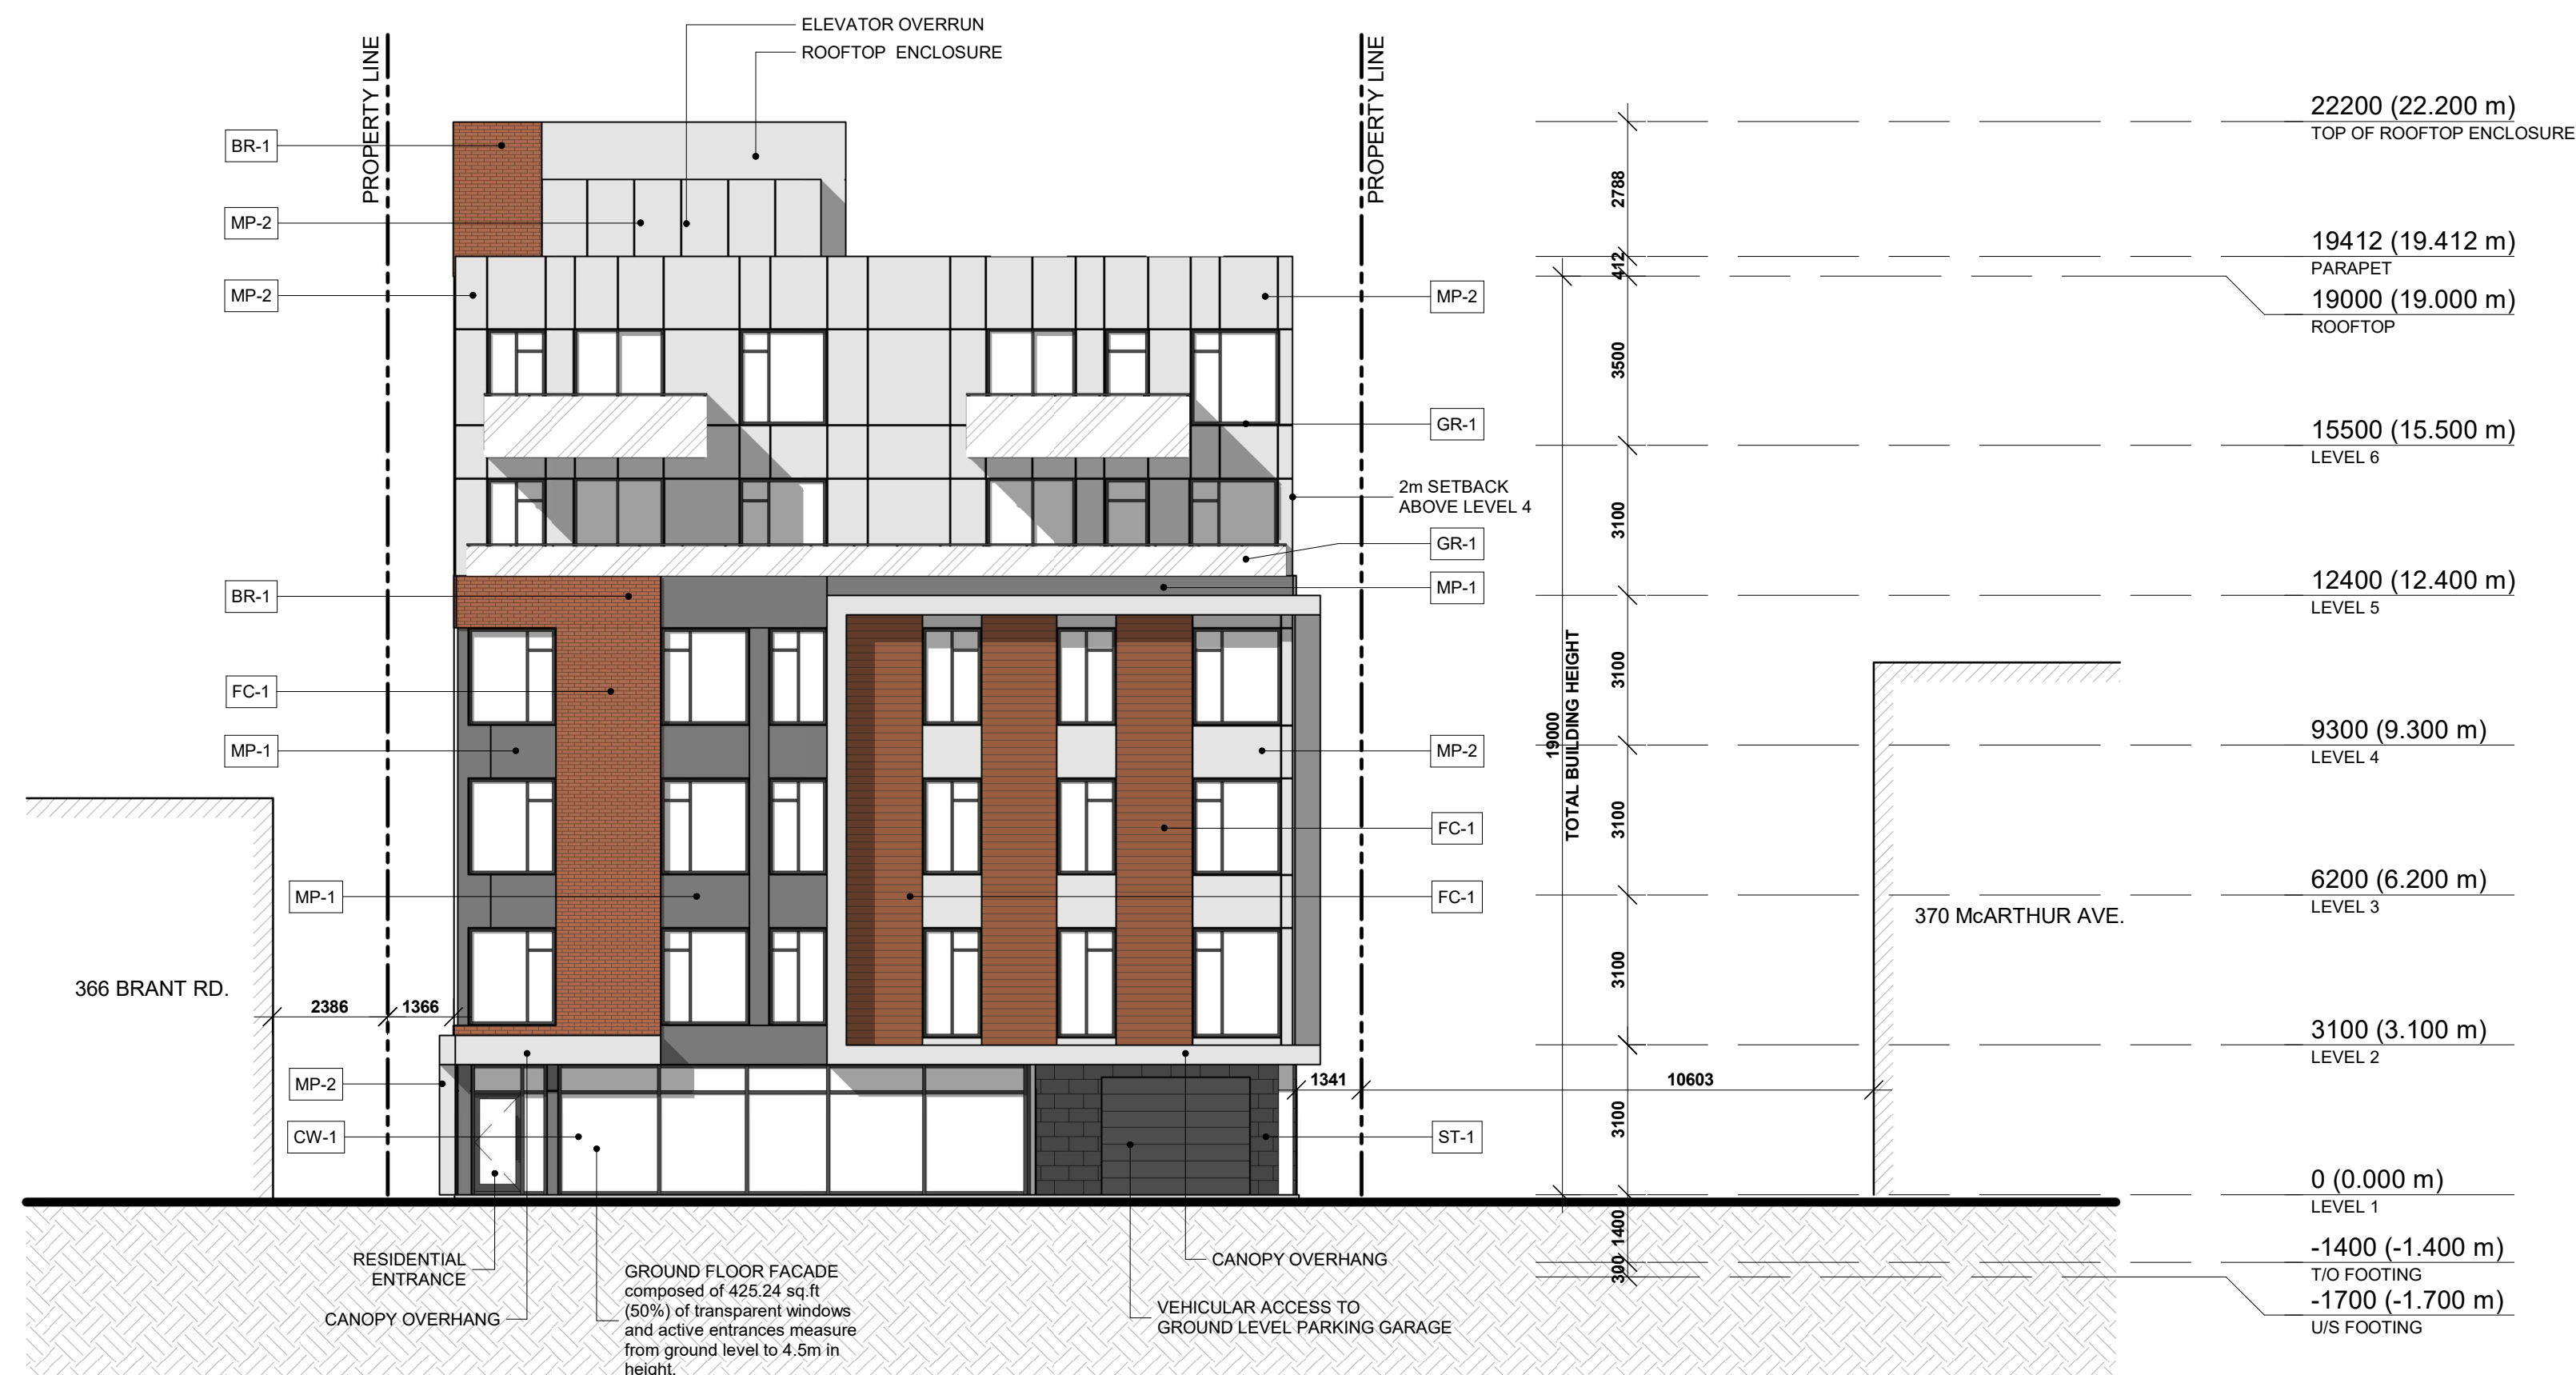 ELEVATOR OVERRUN
ROOFTOP ENCLOSURE
PROPERTY LINE
PROPERTY LINE
BR-1
MP-2
MP-2
BR-1
FC-1
MP-1
MP-1
MP-2
CW-1
MP-2
GR-1
2m SETBACK
ABOVE LEVEL 4
GR-1
MP-1
MP-2
FC-1
FC-1
ST-1
366 BRANT RD.
2386
1366
1341
10603
370 McARTHUR AVE.
RESIDENTIAL
ENTRANCE
CANOPY OVERHANG
GROUND FLOOR FACADE
composed of 425.24 sq.ft
(50%) of transparent windows
and active entrances measure
from ground level to 4.5m in
height.
CANOPY OVERHANG
VEHICULAR ACCESS TO
GROUND LEVEL PARKING GARAGE
19000
TOTAL BUILDING HEIGHT
2788
412
3500
3100
3100
3100
3100
3100
1400
300
22200 (22.200 m)
TOP OF ROOFTOP ENCLOSURE
19412 (19.412 m)
PARAPET
19000 (19.000 m)
ROOFTOP
15500 (15.500 m)
LEVEL 6
12400 (12.400 m)
LEVEL 5
9300 (9.300 m)
LEVEL 4
6200 (6.200 m)
LEVEL 3
3100 (3.100 m)
LEVEL 2
0 (0.000 m)
LEVEL 1
-1400 (-1.400 m)
T/O FOOTING
-1700 (-1.700 m)
U/S FOOTING